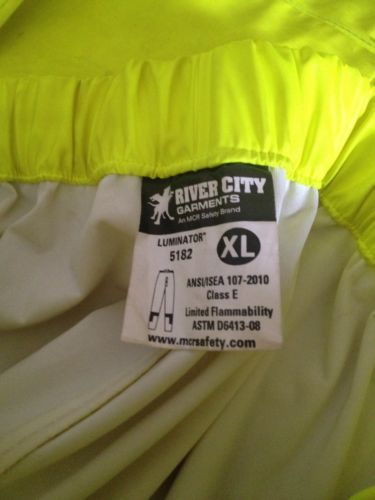 RIVER CITY
GARMENTS
An MCR Safety Brand
LUMINATOR™
5182
XL
ANSI/ISEA 107-2010
Class E
Limited Flammability
ASTM D6413-08
www.mcrsafety.com